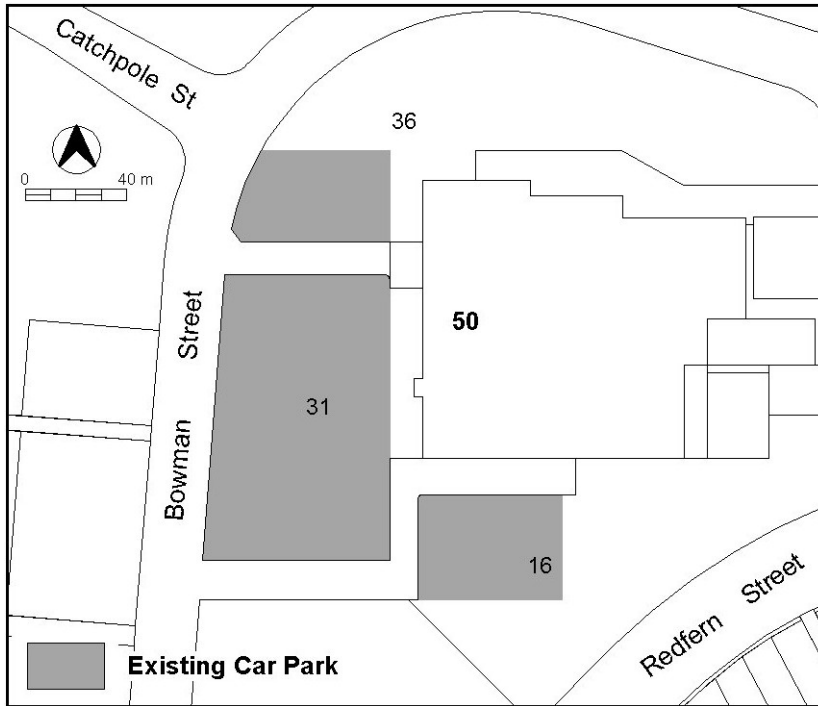 Catchpole St
36
0 40 m
Bowman Street
50
31
16
Redfern Street
Existing Car Park